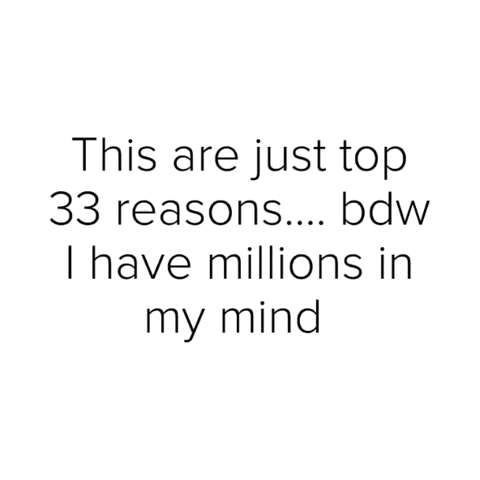 This are just top
33 reasons.... bdw
I have millions in
my mind